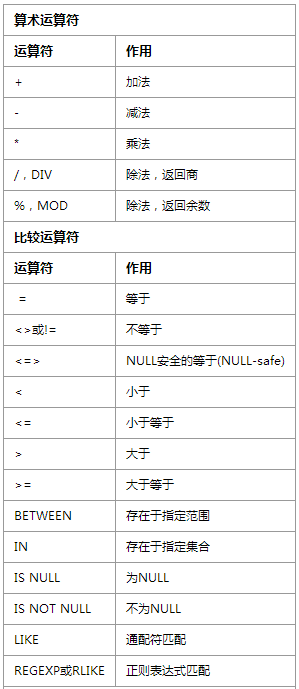 算术运算符
运算符 作用
+ 加法
- 减法
* 乘法
/，DIV 除法，返回商
%，MOD 除法，返回余数
比较运算符
运算符 作用
= 等于
<>或!= 不等于
<=> NULL安全的等于(NULL-safe)
< 小于
<= 小于等于
> 大于
>= 大于等于
BETWEEN 存在于指定范围
IN 存在于指定集合
IS NULL 为NULL
IS NOT NULL 不为NULL
LIKE 通配符匹配
REGEXP或RLIKE 正则表达式匹配